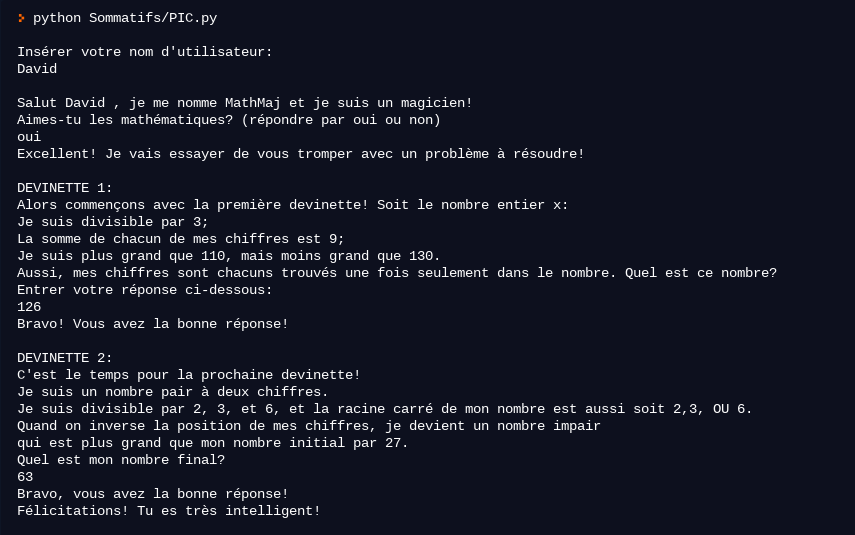 > python Sommatifs/PIC.py
Insérer votre nom d'utilisateur:
David
Salut David , je me nomme MathMaj et je suis un magicien!
Aimes-tu les mathématiques? (répondre par oui ou non)
oui
Excellent! Je vais essayer de vous tromper avec un problème à résoudre!
DEVINETTE 1:
Alors commençons avec la première devinette! Soit le nombre entier x:
Je suis divisible par 3;
La somme de chacun de mes chiffres est 9;
Je suis plus grand que 110, mais moins grand que 130.
Aussi, mes chiffres sont chacuns trouvés une fois seulement dans le nombre. Quel est ce nombre?
Entrer votre réponse ci-dessous:
126
Bravo! Vous avez la bonne réponse!
DEVINETTE 2:
C'est le temps pour la prochaine devinette!
Je suis un nombre pair à deux chiffres.
Je suis divisible par 2, 3, et 6, et la racine carré de mon nombre est aussi soit 2,3, OU 6.
Quand on inverse la position de mes chiffres, je devient un nombre impair
qui est plus grand que mon nombre initial par 27.
Quel est mon nombre final?
63
Bravo, vous avez la bonne réponse!
Félicitations! Tu es très intelligent!